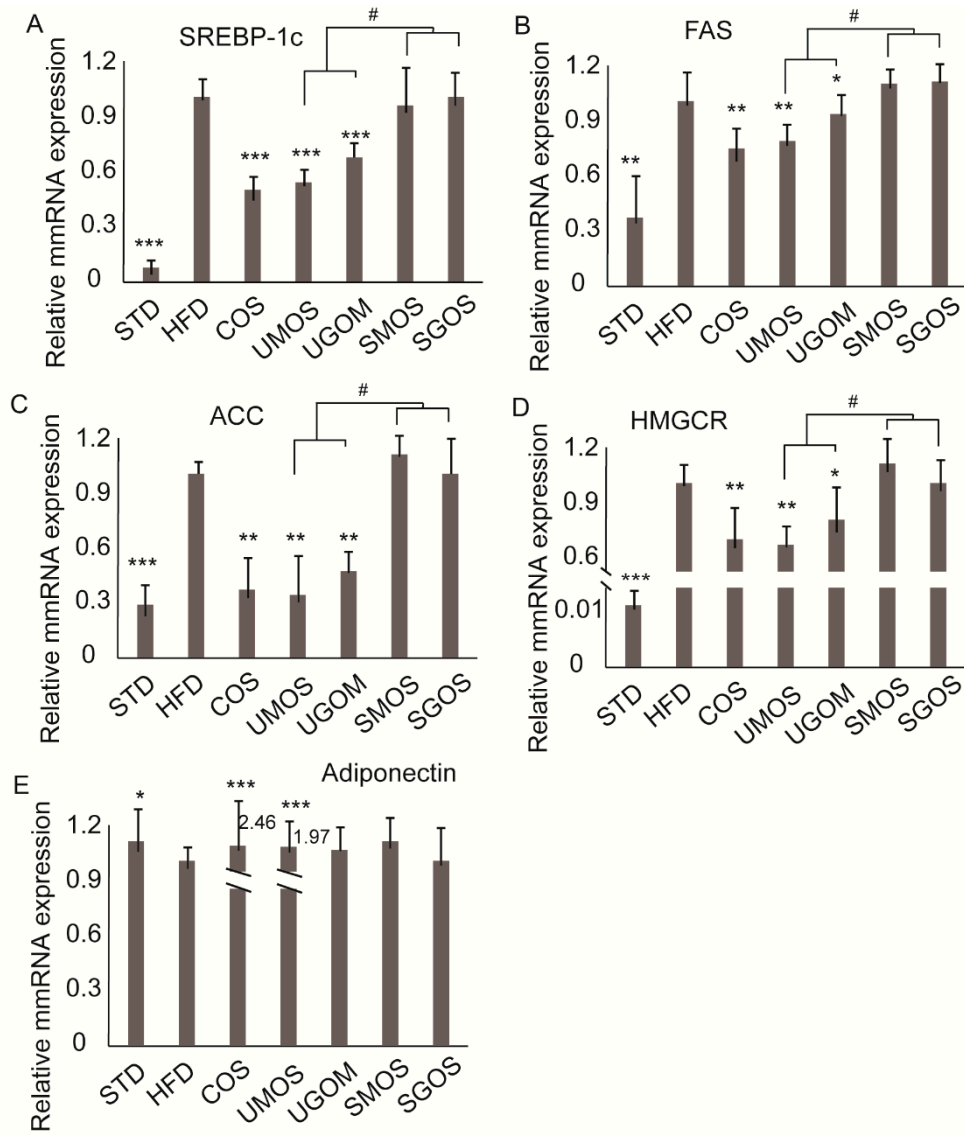 A
SREBP-1c
#
Relative mmRNA expression
1.2
0.9
0.6
0.3
0
***
***
***
***
STD
HFD
COS
UMOS
UGOM
SMOS
SGOS
B
FAS
#
Relative mmRNA expression
1.2
0.9
0.6
0.3
0
**
**
**
*
STD
HFD
COS
UMOS
UGOM
SMOS
SGOS
C
ACC
#
Relative mmRNA expression
1.2
0.9
0.6
0.3
0
***
**
**
**
STD
HFD
COS
UMOS
UGOM
SMOS
SGOS
D
HMGCR
#
Relative mmRNA expression
1.2
0.9
0.6
0.01
0
***
**
**
*
STD
HFD
COS
UMOS
UGOM
SMOS
SGOS
E
Adiponectin
Relative mmRNA expression
1.2
0.9
0.6
0.3
0
*
***
2.46
***
1.97
STD
HFD
COS
UMOS
UGOM
SMOS
SGOS